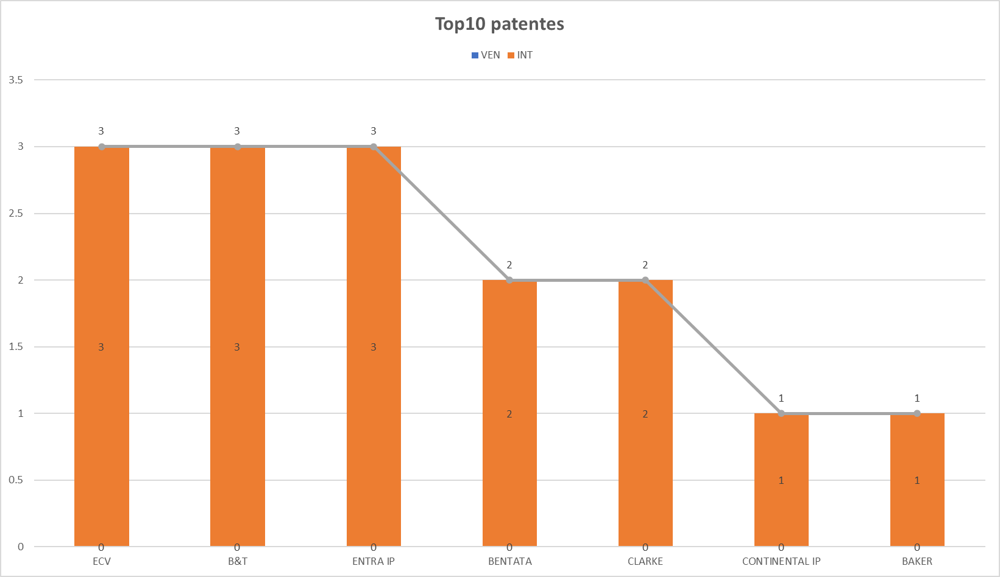 Top10 patentes
VEN INT
3.5
3 3 3
3
2.5
2 2
2
3 3 3
1.5
1 1
2 2
1
1 1
0.5
0 0 0 0 0 0 0
0
ECV B&T ENTRA IP BENTATA CLARKE CONTINENTAL IP BAKER